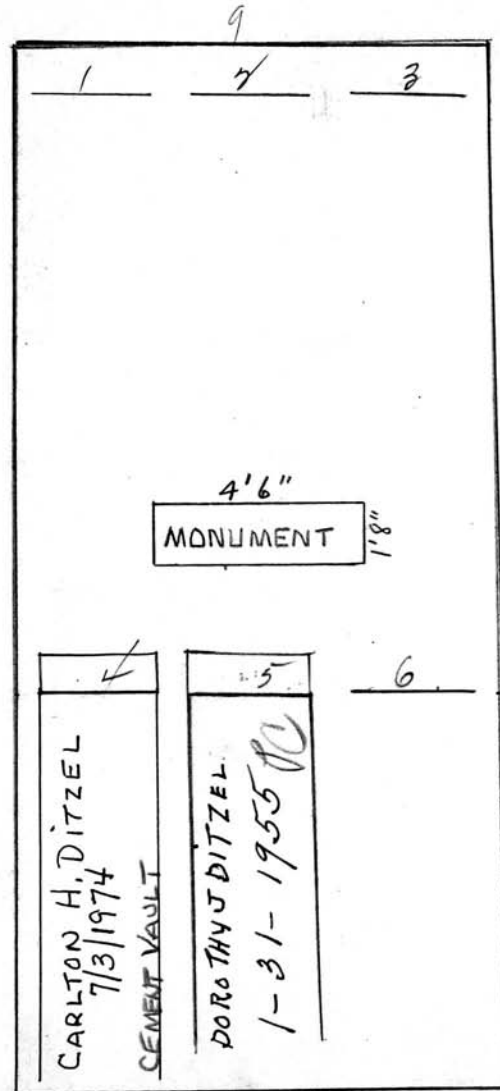 9
1 2 3
4'6"
MONUMENT
1'8"
4 5 6
CARLTON H, DITZEL
7/3/1974
CEMENT VAULT
DOROTHY J DITZEL
1-31-1955 PC